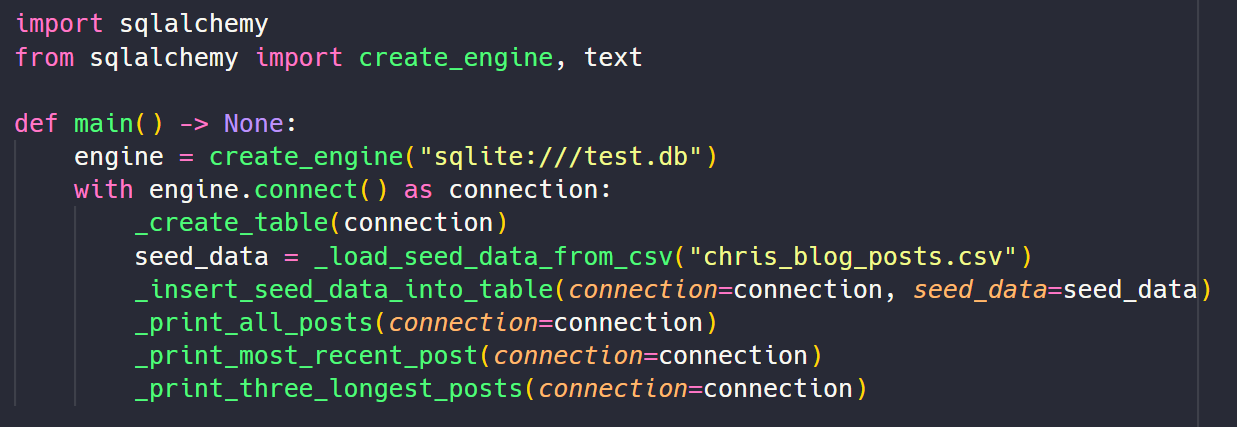 import sqlalchemy
from sqlalchemy import create_engine, text

def main() -> None:
    engine = create_engine("sqlite:///test.db")
    with engine.connect() as connection:
        _create_table(connection)
        seed_data = _load_seed_data_from_csv("chris_blog_posts.csv")
        _insert_seed_data_into_table(connection=connection, seed_data=seed_data)
        _print_all_posts(connection=connection)
        _print_most_recent_post(connection=connection)
        _print_three_longest_posts(connection=connection)